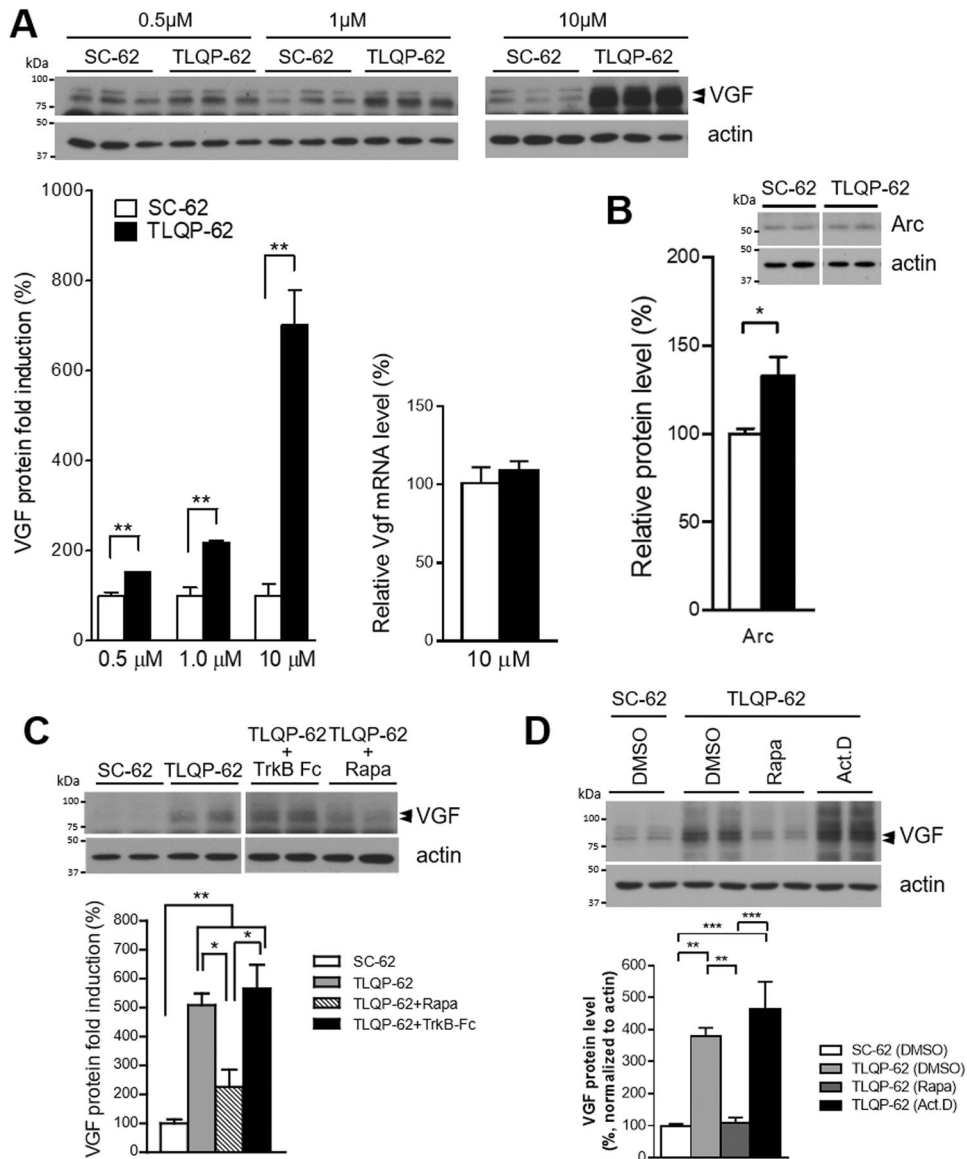 A
0.5μM 1μM 10μM
SC-62 TLQP-62 SC-62 TLQP-62 SC-62 TLQP-62
kDa
100
75
VGF
50
37
actin
1000
800
600
400
200
0
VGF protein fold induction (%)
SC-62
TLQP-62
** ** **
0.5 μM 1.0 μM 10 μM
150
100
50
0
Relative Vgf mRNA level (%)
10 μM
B
SC-62 TLQP-62
kDa
50
Arc
50
37
actin
200
150
100
50
0
Relative protein level (%)
*
Arc
C
SC-62 TLQP-62 TLQP-62 + TrkB Fc TLQP-62 + Rapa
kDa
100
75
VGF
50
37
actin
800
700
600
500
400
300
200
100
0
VGF protein fold induction (%)
**
* *
SC-62
TLQP-62
TLQP-62+Rapa
TLQP-62+TrkB-Fc
D
SC-62 TLQP-62
DMSO DMSO Rapa Act.D
kDa
100
75
VGF
50
37
actin
600
500
400
300
200
100
0
VGF protein level
(%, normalized to actin)
*** ***
** **
SC-62 (DMSO)
TLQP-62 (DMSO)
TLQP-62 (Rapa)
TLQP-62 (Act.D)